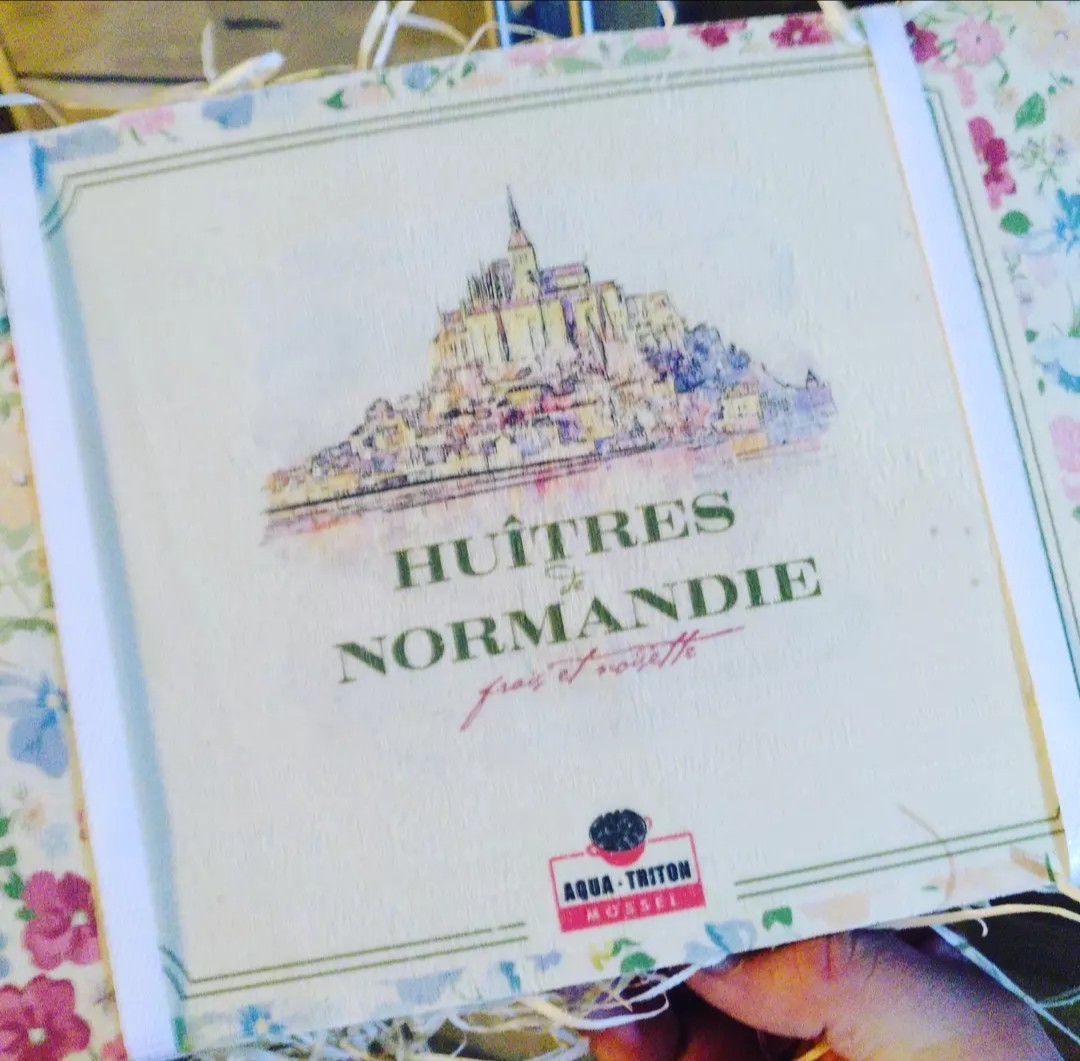 HUÎTRES
de
NORMANDIE
frais et noisette
AQUA · TRITON
MOSSEL